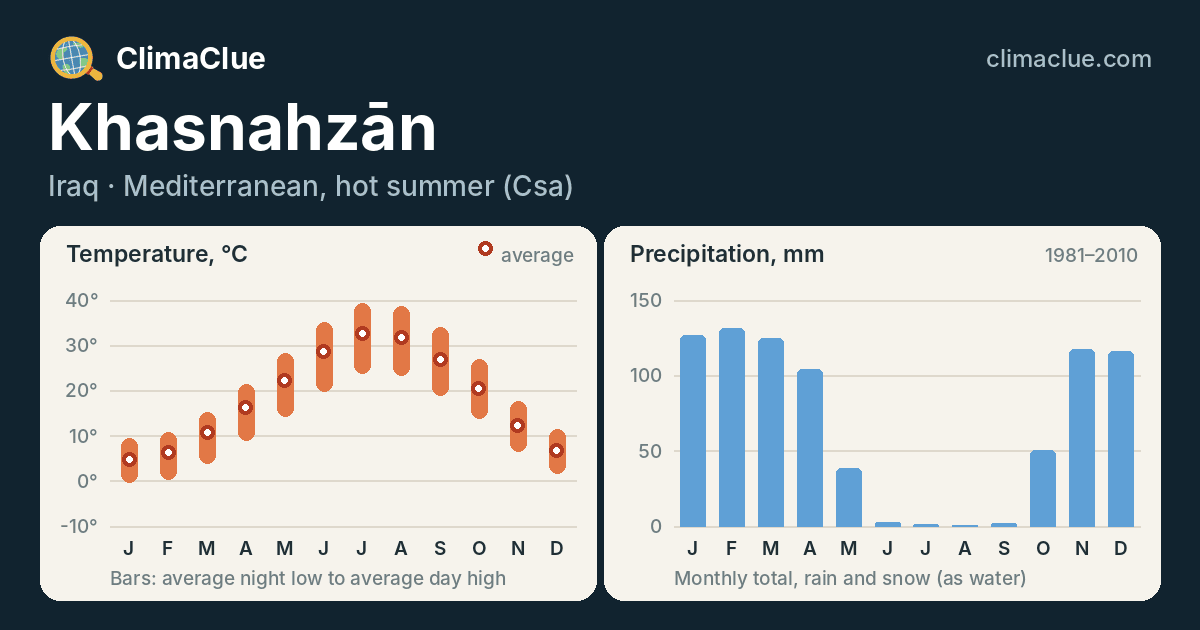 ClimaClue
climaclue.com
Khasnahzān
Iraq · Mediterranean, hot summer (Csa)
Temperature, °C
average
40°
30°
20°
10°
0°
-10°
J F M A M J J A S O N D
Bars: average night low to average day high
Precipitation, mm
1981–2010
150
100
50
0
J F M A M J J A S O N D
Monthly total, rain and snow (as water)